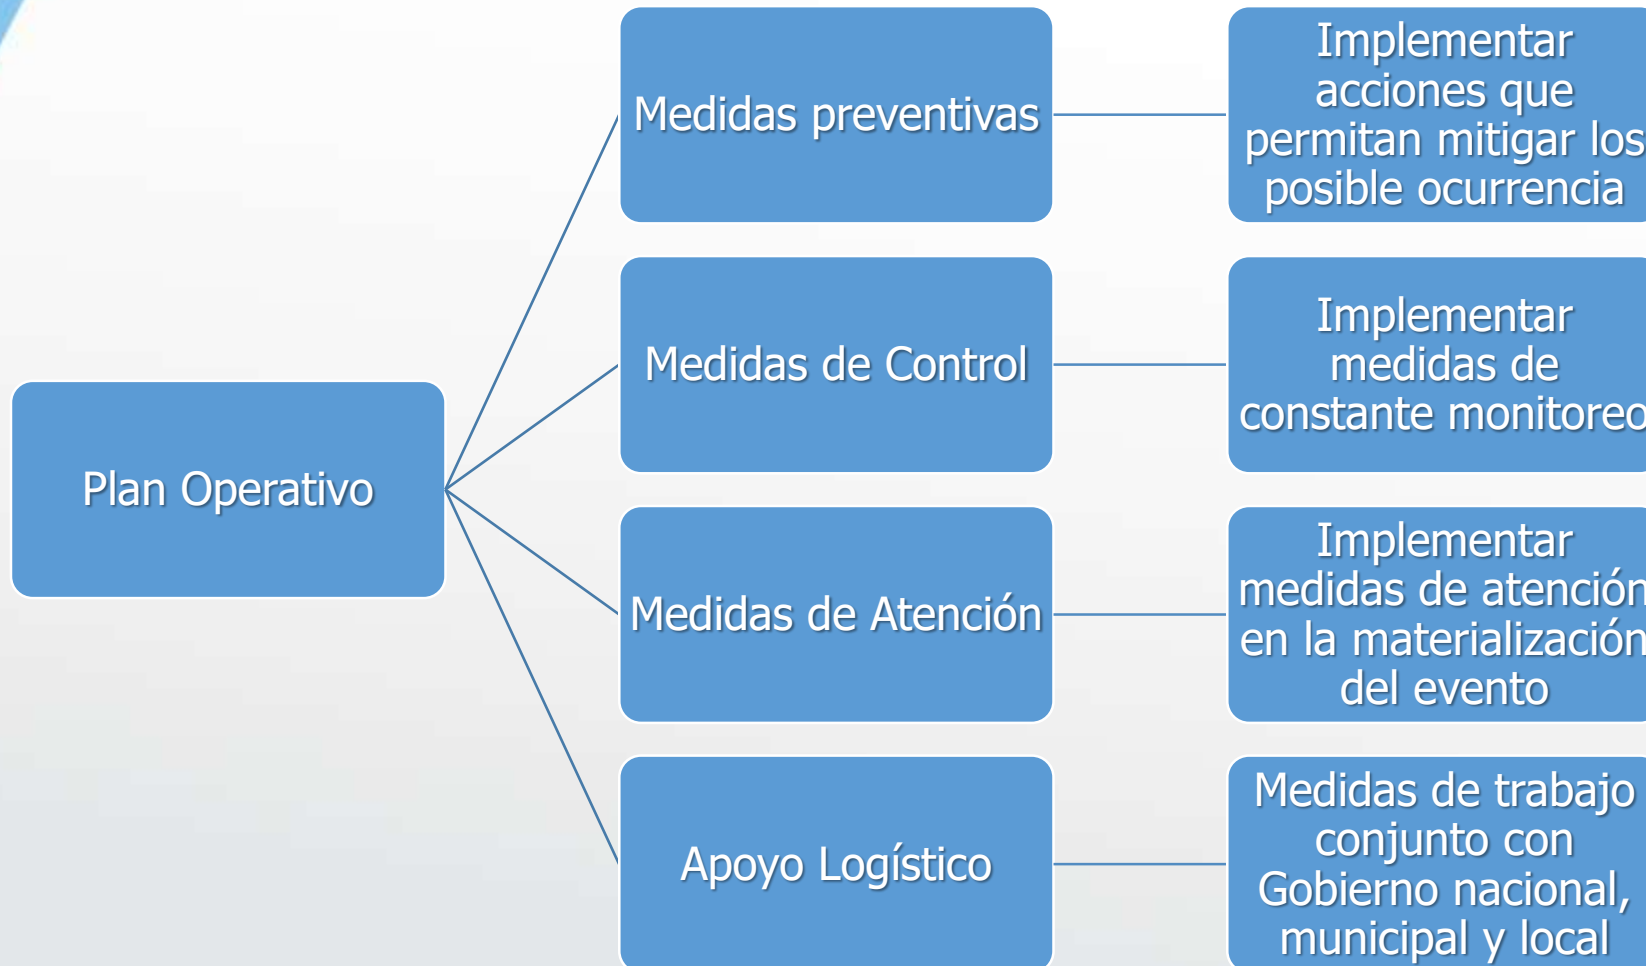 Plan Operativo
Medidas preventivas
Implementar
acciones que
permitan mitigar los
posible ocurrencia
Medidas de Control
Implementar
medidas de
constante monitoreo
Medidas de Atención
Implementar
medidas de atención
en la materialización
del evento
Apoyo Logístico
Medidas de trabajo
conjunto con
Gobierno nacional,
municipal y local